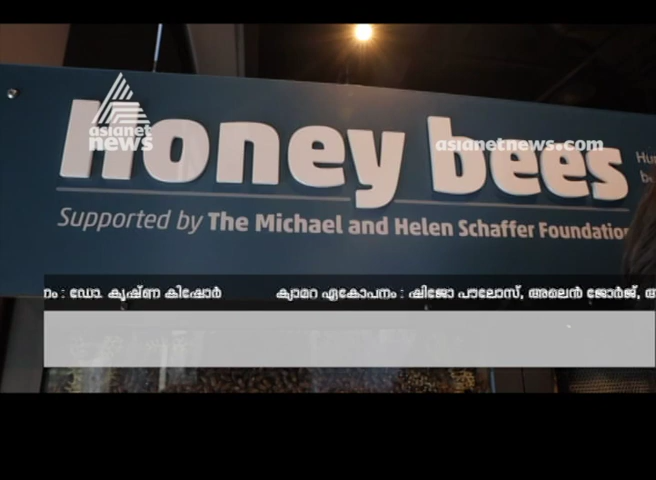 Honey bees
asianet
news
asianetnews.com
Supported by The Michael and Helen Schaffer Foundation
നം : ഡോ. കൃഷ്ണ കിഷോർ ക്യാമറ ഏകോപനം : ഷിജോ പൗലോസ്, അലെൻ ജോർജ്,